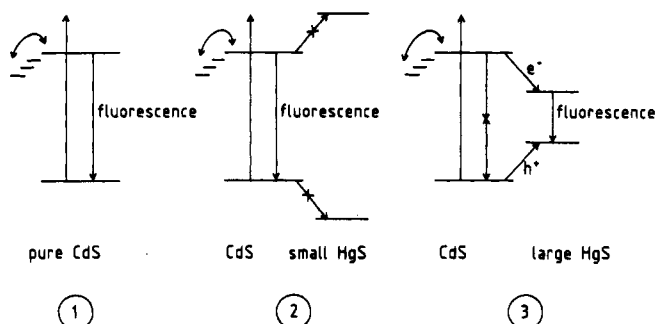 fluorescence
fluorescence
e⁻
fluorescence
h⁺
pure CdS
CdS small HgS
CdS large HgS
1
2
3